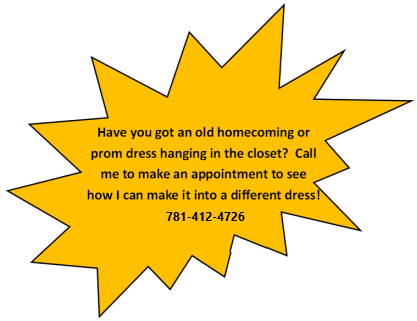 Have you got an old homecoming or
prom dress hanging in the closet?  Call
me to make an appointment to see
how I can make it into a different dress!
781-412-4726